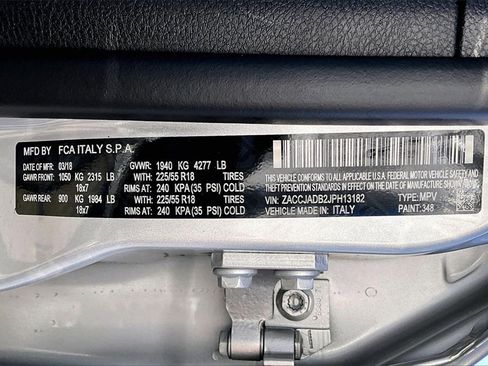 MFD BY FCA ITALY S.P.A.
DATE: 03/18 GVWR: 1940 KG 4277 LB
GAWR FRONT: 1050 KG 2315 LB WITH 225/55 R18 TIRES
18x7 RIMS AT: 240 KPA(35 PSI) COLD
GAWR REAR: 900 KG 1984 LB WITH 225/55 R18 TIRES
18x7 RIMS AT: 240 KPA(35 PSI) COLD
THIS VEHICLE CONFORMS TO ALL APPLICABLE U.S.A. FEDERAL MOTOR VEHICLE SAFETY AND
THEFT PREVENTION STANDARDS IN EFFECT ON THE DATE OF MANUFACTURE SHOWN ABOVE.
VIN: ZACCJADB2JPH13182 TYPE: MPV
VEHICLE MADE IN: ITALY PAINT: 348